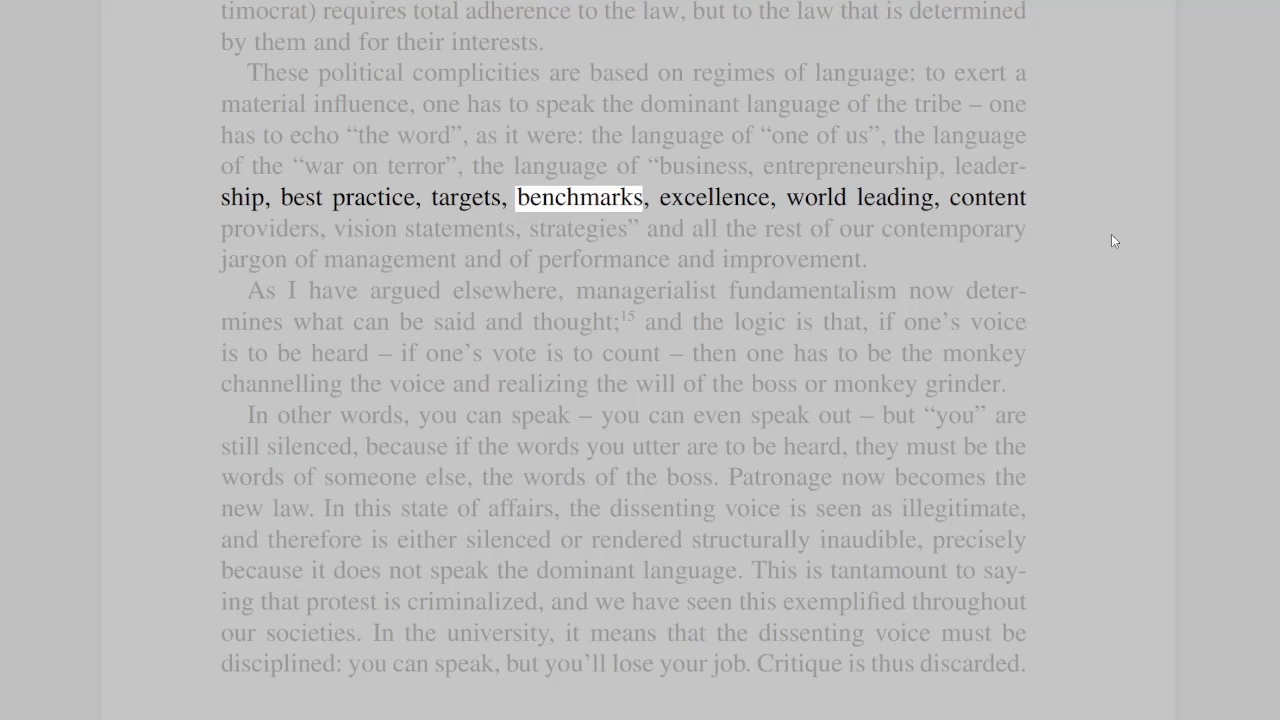 timocrat) requires total adherence to the law, but to the law that is determined
by them and for their interests.
These political complicities are based on regimes of language: to exert a
material influence, one has to speak the dominant language of the tribe – one
has to echo “the word”, as it were: the language of “one of us”, the language
of the “war on terror”, the language of “business, entrepreneurship, leader-
ship, best practice, targets, benchmarks, excellence, world leading, content
providers, vision statements, strategies” and all the rest of our contemporary
jargon of management and of performance and improvement.
As I have argued elsewhere, managerialist fundamentalism now deter-
mines what can be said and thought;15 and the logic is that, if one’s voice
is to be heard – if one’s vote is to count – then one has to be the monkey
channelling the voice and realizing the will of the boss or monkey grinder.
In other words, you can speak – you can even speak out – but “you” are
still silenced, because if the words you utter are to be heard, they must be the
words of someone else, the words of the boss. Patronage now becomes the
new law. In this state of affairs, the dissenting voice is seen as illegitimate,
and therefore is either silenced or rendered structurally inaudible, precisely
because it does not speak the dominant language. This is tantamount to say-
ing that protest is criminalized, and we have seen this exemplified throughout
our societies. In the university, it means that the dissenting voice must be
disciplined: you can speak, but you’ll lose your job. Critique is thus discarded.